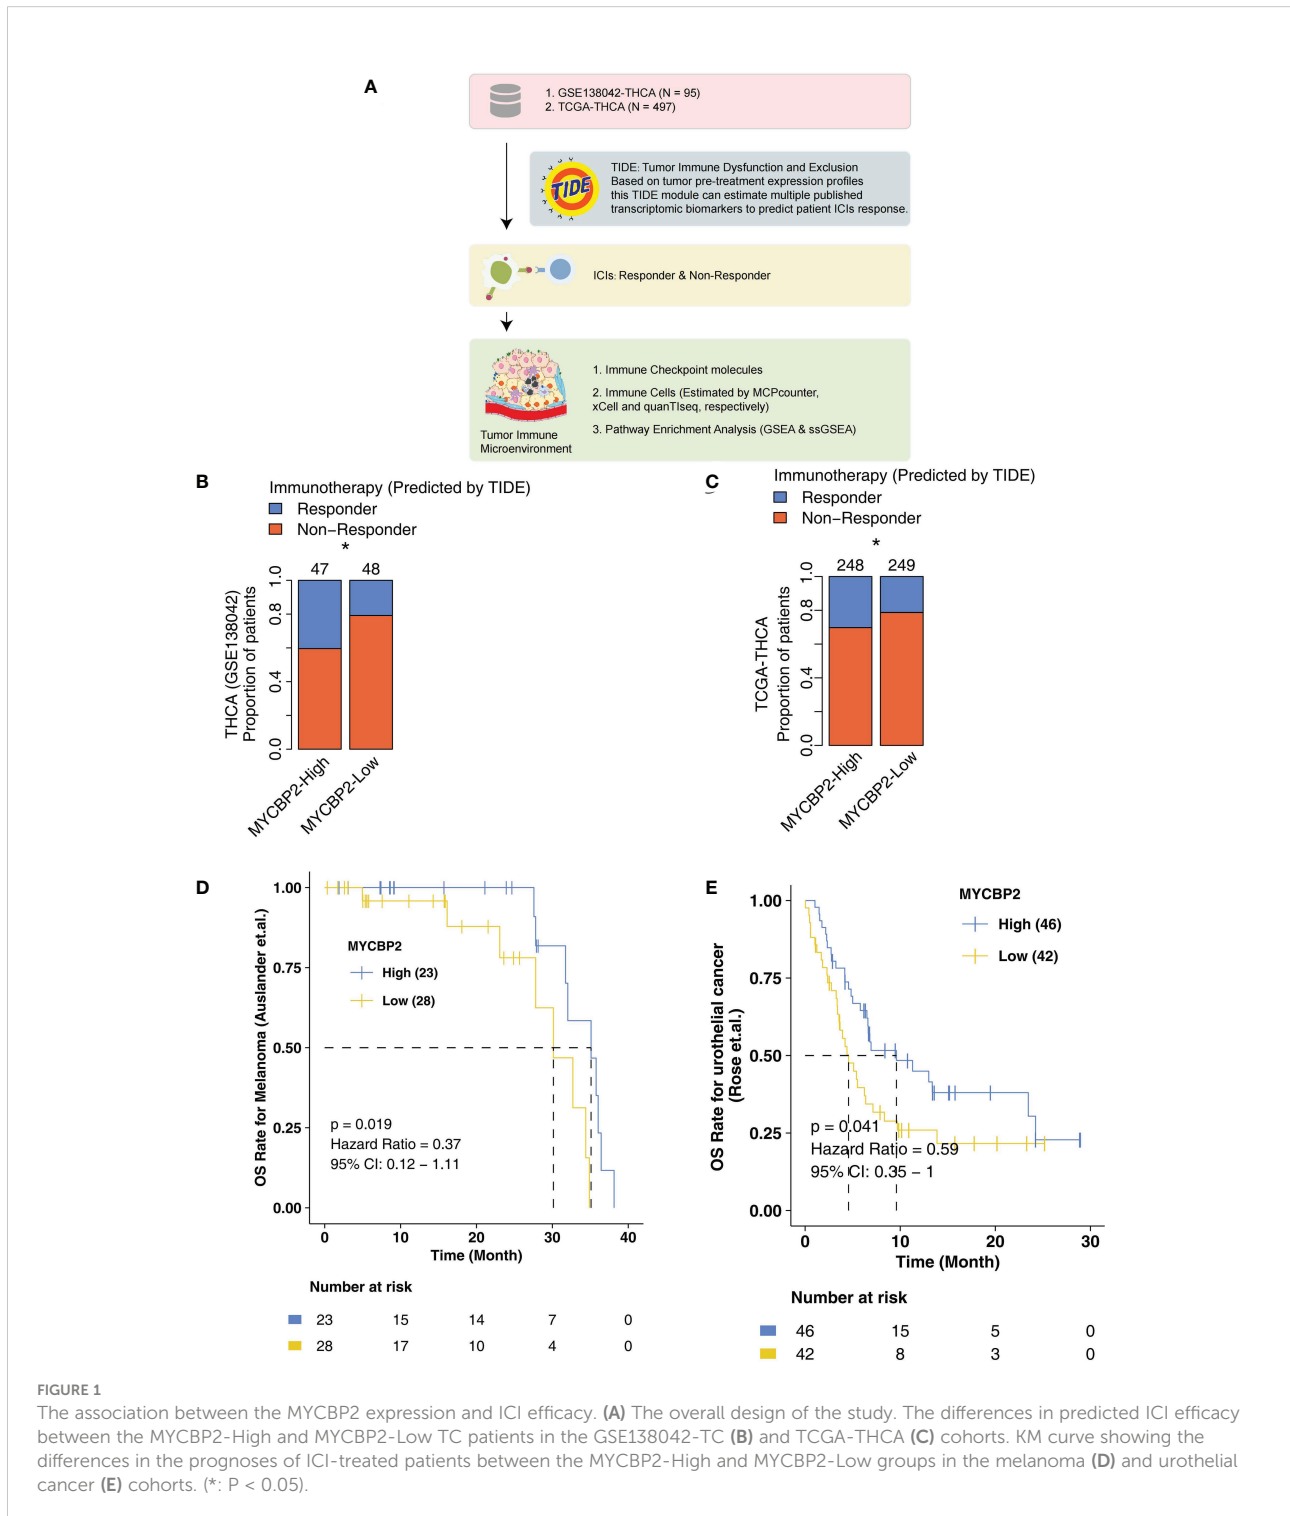 A
1. GSE138042-THCA (N = 95)
2. TCGA-THCA (N = 497)
TIDE
TIDE: Tumor Immune Dysfunction and Exclusion
Based on tumor pre-treatment expression profiles
this TIDE module can estimate multiple published
transcriptomic biomarkers to predict patient ICIs response.
ICIs: Responder & Non-Responder
Tumor Immune
Microenvironment
1. Immune Checkpoint molecules
2. Immune Cells (Estimated by MCPcounter,
xCell and quanTIseq, respectively)
3. Pathway Enrichment Analysis (GSEA & ssGSEA)
B
Immunotherapy (Predicted by TIDE)
Responder
Non-Responder
*
47 48
THCA (GSE138042)
Proportion of patients
1.0
0.8
0.4
0.0
MYCBP2-High
MYCBP2-Low
C
Immunotherapy (Predicted by TIDE)
Responder
Non-Responder
*
248 249
TCGA-THCA
Proportion of patients
1.0
0.8
0.4
0.0
MYCBP2-High
MYCBP2-Low
D
OS Rate for Melanoma (Auslander et.al.)
1.00
0.75
0.50
0.25
0.00
MYCBP2
High (23)
Low (28)
p = 0.019
Hazard Ratio = 0.37
95% CI: 0.12 – 1.11
0 10 20 30 40
Time (Month)
Number at risk
23 15 14 7 0
28 17 10 4 0
E
OS Rate for urothelial cancer
(Rose et.al.)
1.00
0.75
0.50
0.25
0.00
MYCBP2
High (46)
Low (42)
p = 0.041
Hazard Ratio = 0.59
95% CI: 0.35 – 1
0 10 20 30
Time (Month)
Number at risk
46 15 5 0
42 8 3 0
FIGURE 1
The association between the MYCBP2 expression and ICI efficacy. (A) The overall design of the study. The differences in predicted ICI efficacy
between the MYCBP2-High and MYCBP2-Low TC patients in the GSE138042-TC (B) and TCGA-THCA (C) cohorts. KM curve showing the
differences in the prognoses of ICI-treated patients between the MYCBP2-High and MYCBP2-Low groups in the melanoma (D) and urothelial
cancer (E) cohorts. (*: P < 0.05).